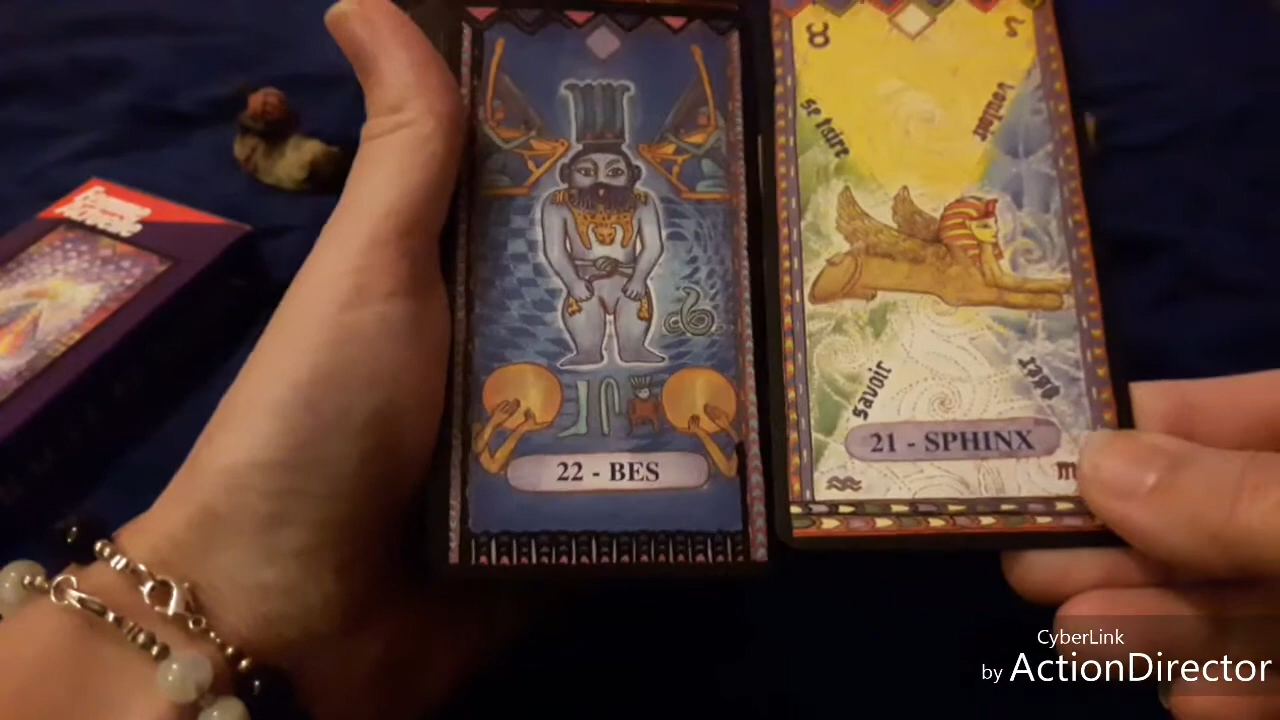 22 - BES
se taire
vouloir
savoir
oser
21 - SPHINX
CyberLink
by ActionDirector